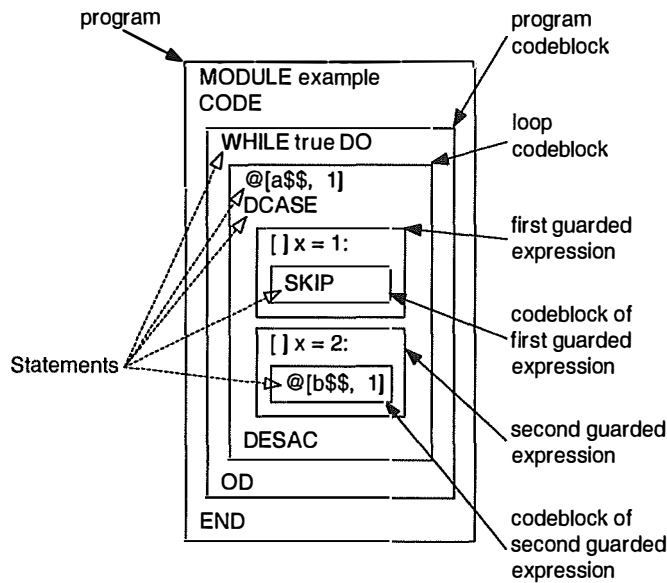 program
program
codeblock
MODULE example
CODE
loop
codeblock
WHILE true DO
@[a$$, 1]
DCASE
first guarded
expression
[ ] x = 1:
SKIP
codeblock of
first guarded
expression
[ ] x = 2:
Statements
@[b$$, 1]
second guarded
expression
DESAC
OD
END
codeblock of
second guarded
expression